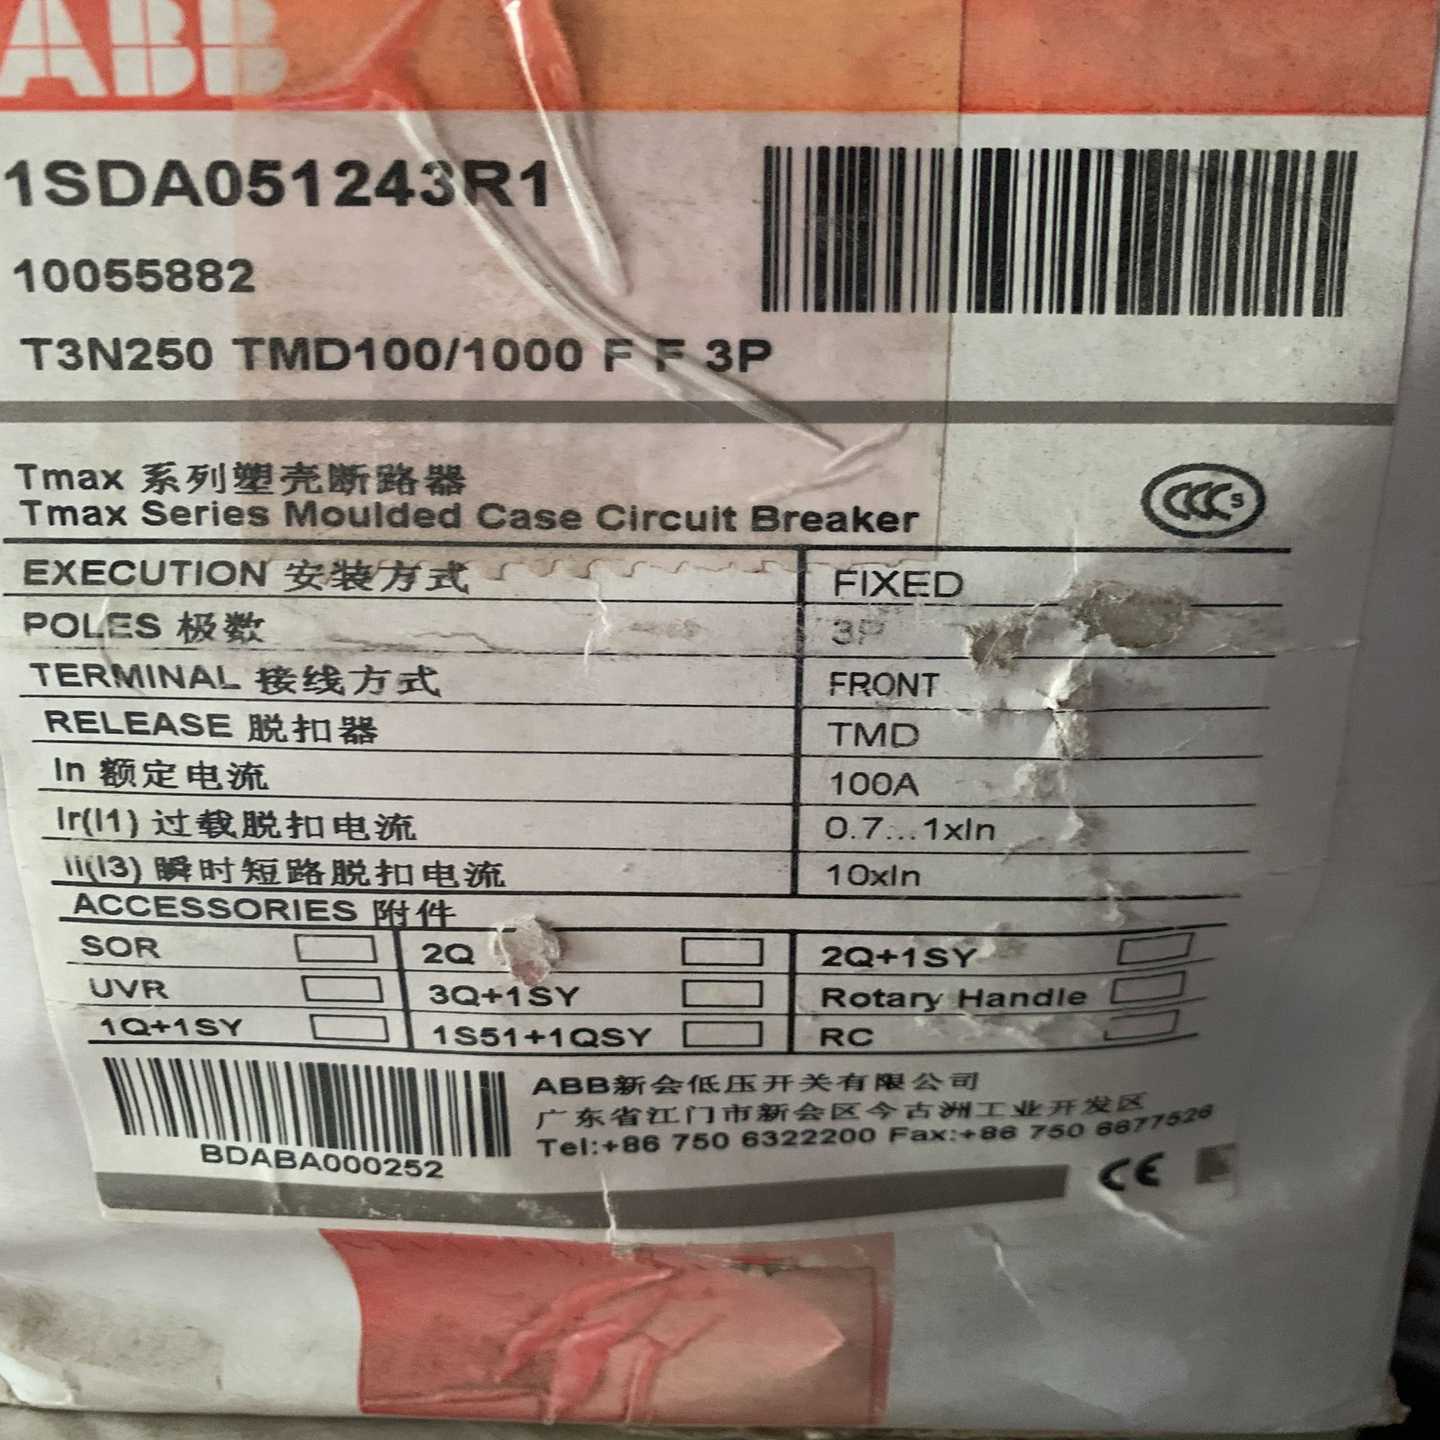 ABB
1SDA051243R1
10055882
T3N250 TMD100/1000 F F 3P
Tmax 系列塑壳断路器
Tmax Series Moulded Case Circuit Breaker
CCC S
EXECUTION 安装方式 FIXED
POLES 极数 3P
TERMINAL 接线方式 FRONT
RELEASE 脱扣器 TMD
In 额定电流 100A
Ir(I1) 过载脱扣电流 0.7...1xIn
Ii(I3) 瞬时短路脱扣电流 10xIn
ACCESSORIES 附件
SOR 2Q 2Q+1SY
UVR 3Q+1SY Rotary Handle
1Q+1SY 1S51+1QSY RC
BDABA000252
ABB新会低压开关有限公司
广东省江门市新会区今古洲工业开发区
Tel:+86 750 6322200 Fax:+86 750 6677526
CE